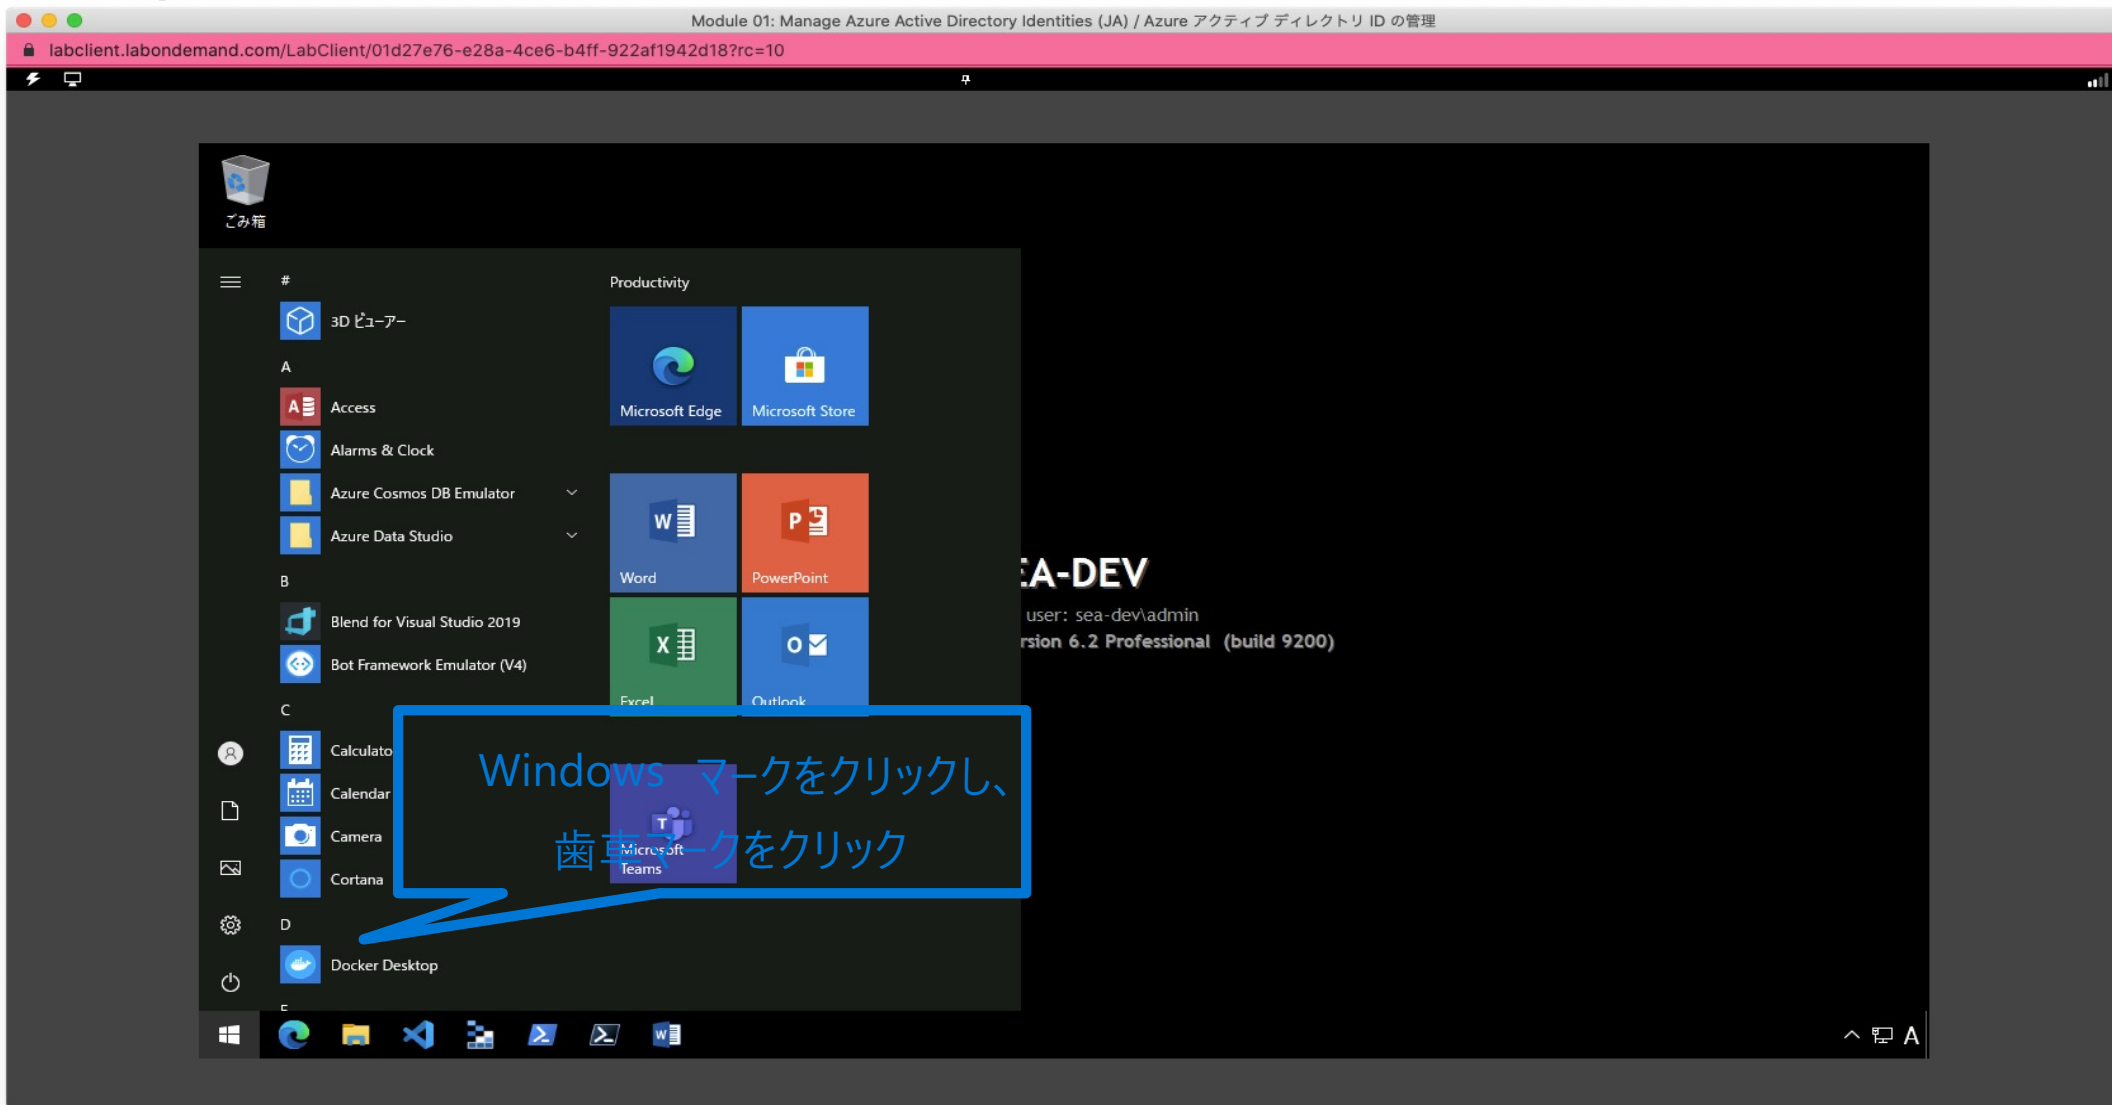 Module 01: Manage Azure Active Directory Identities (JA) / Azure アクティブ ディレクトリ ID の管理
labclient.labondemand.com/LabClient/01d27e76-e28a-4ce6-b4ff-922af1942d18?rc=10
ごみ箱
#
3D ビューアー
A
Access
Alarms & Clock
Azure Cosmos DB Emulator
Azure Data Studio
B
Blend for Visual Studio 2019
Bot Framework Emulator (V4)
C
Calculato
Calendar
Camera
Cortana
D
Docker Desktop
Productivity
Microsoft Edge
Microsoft Store
Word
PowerPoint
Excel
Outlook
Microsoft
Teams
Windows マークをクリックし、
歯車マークをクリック
EA-DEV
user: sea-dev\admin
rsion 6.2 Professional (build 9200)
A